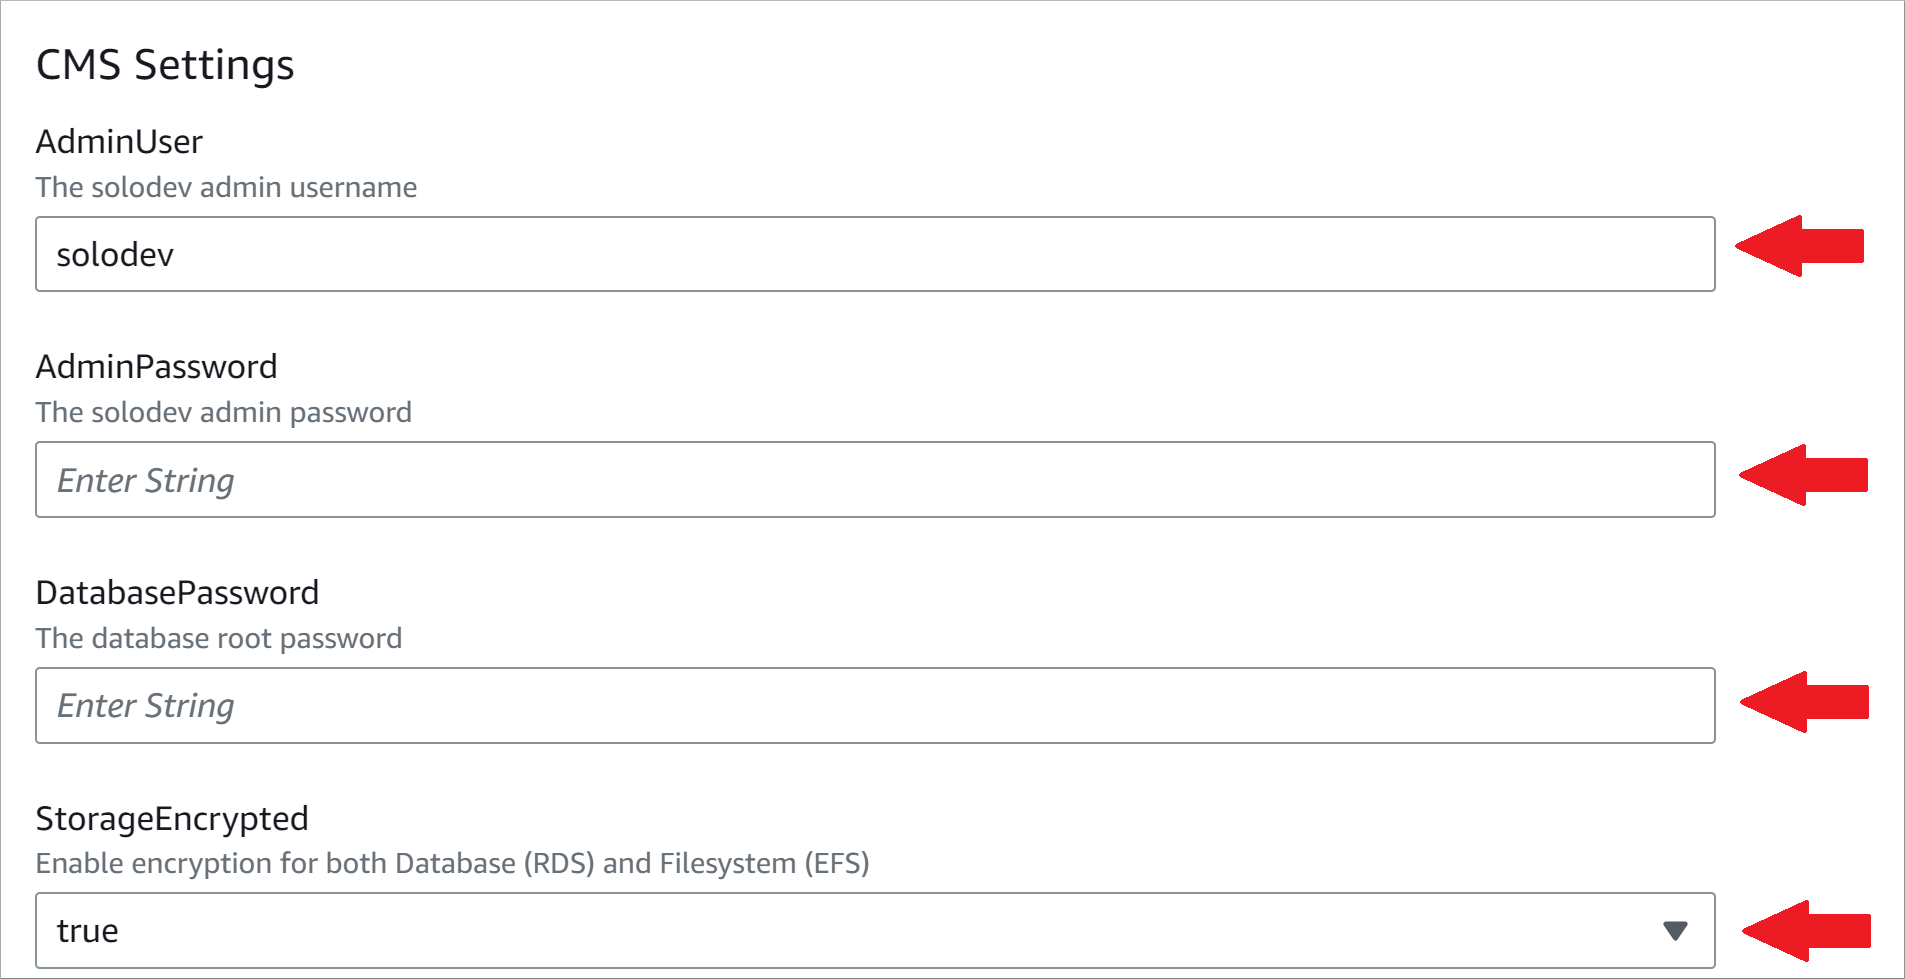 CMS Settings
AdminUser
The solodev admin username
solodev
AdminPassword
The solodev admin password
Enter String
DatabasePassword
The database root password
Enter String
StorageEncrypted
Enable encryption for both Database (RDS) and Filesystem (EFS)
true